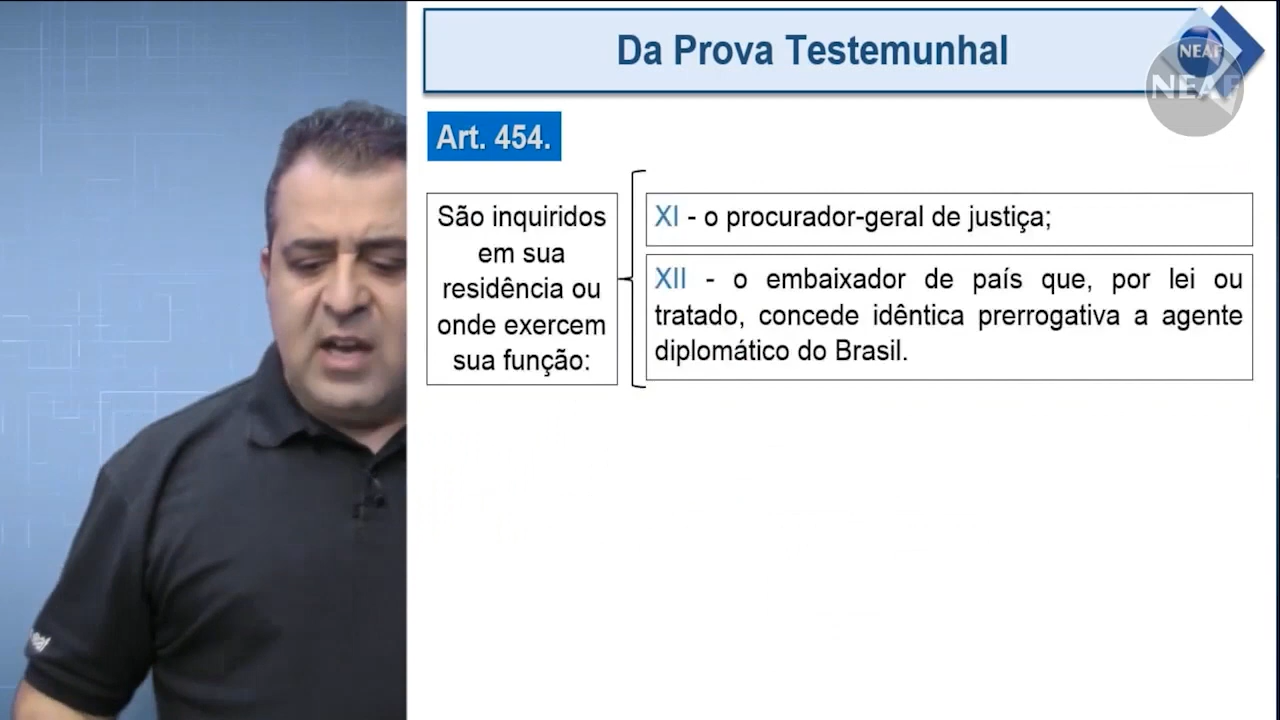 Da Prova Testemunhal
NEAF
NEAF
Art. 454.
São inquiridos
em sua
residência ou
onde exercem
sua função:
XI - o procurador-geral de justiça;
XII - o embaixador de país que, por lei ou
tratado, concede idêntica prerrogativa a agente
diplomático do Brasil.